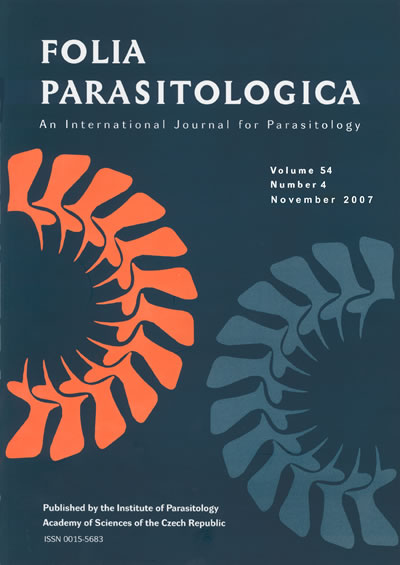 FOLIA
PARASITOLOGICA
An International Journal for Parasitology
Volume 54
Number 4
November 2007
Published by the Institute of Parasitology
Academy of Sciences of the Czech Republic
ISSN 0015-5683